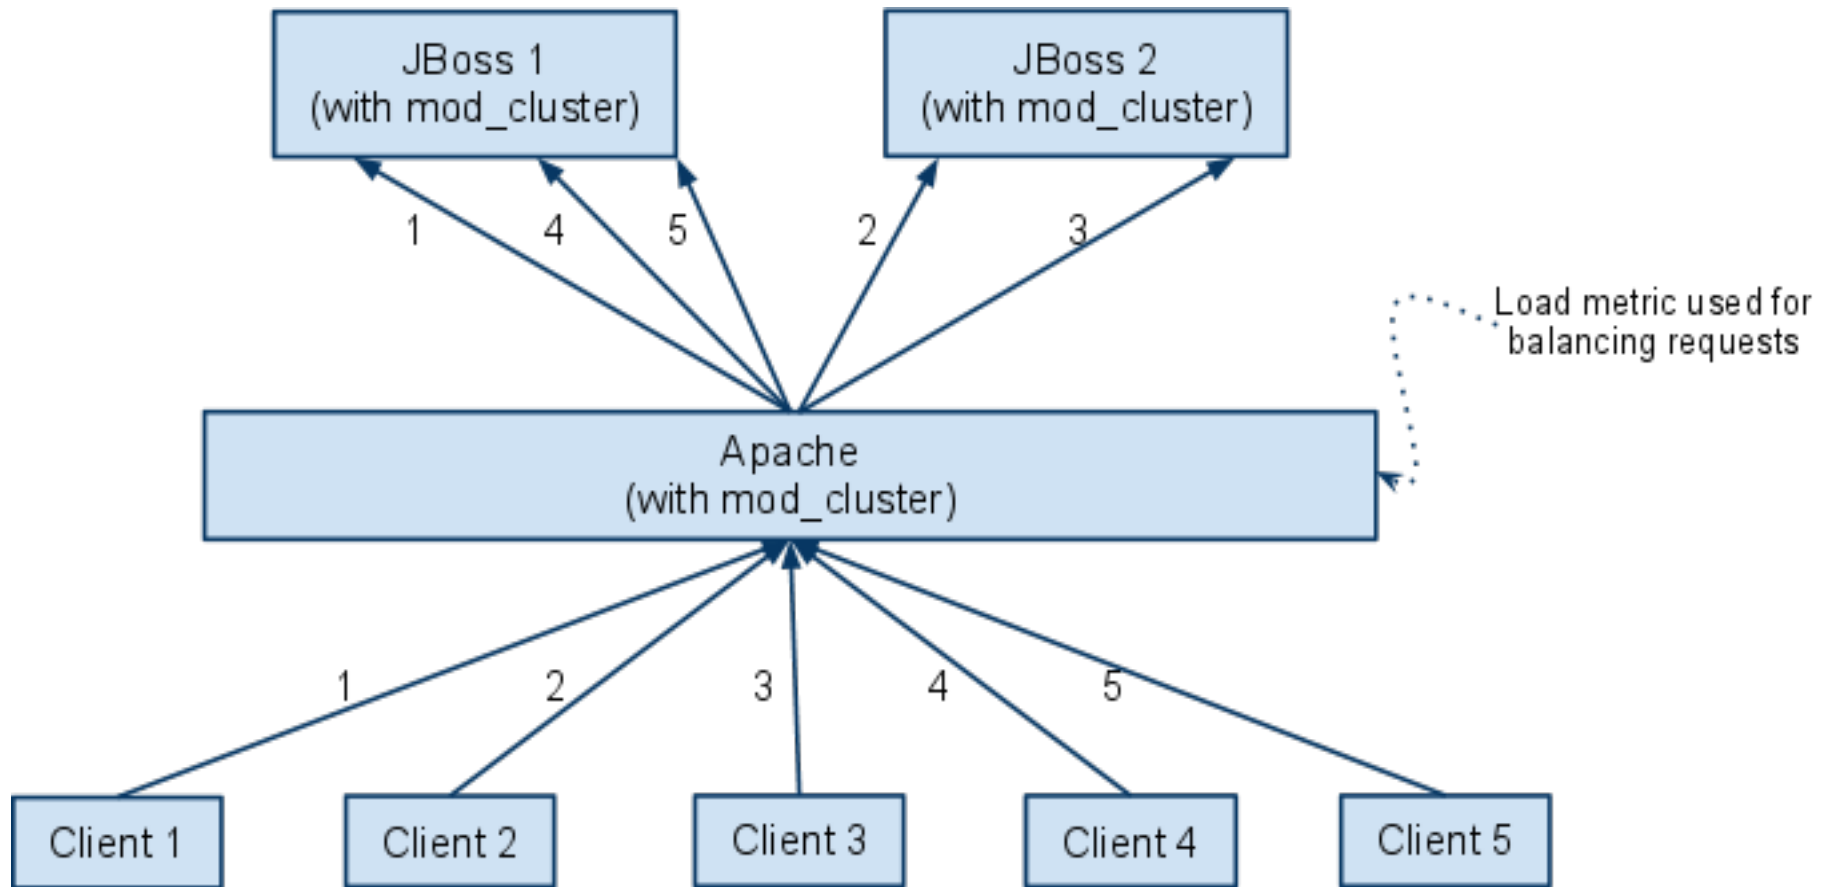 JBoss 1
(with mod_cluster)
JBoss 2
(with mod_cluster)
1
4
5
2
3
Load metric used for
balancing requests
Apache
(with mod_cluster)
1
2
3
4
5
Client 1
Client 2
Client 3
Client 4
Client 5